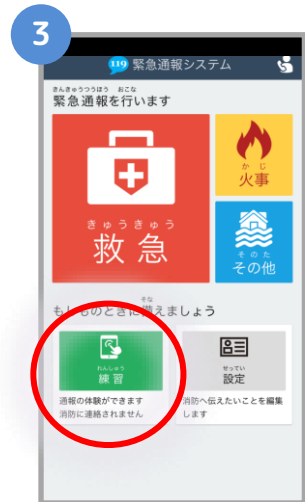 3
119 緊急通報システム
きんきゅうつうほう おこな
緊急通報を行います
きゅうきゅう
救急
かじ
火事
そのた
その他
そな
もしものときに備えましょう
れんしゅう
練習
通報の体験ができます
消防に連絡されません
せってい
設定
消防へ伝えたいことを編集
します